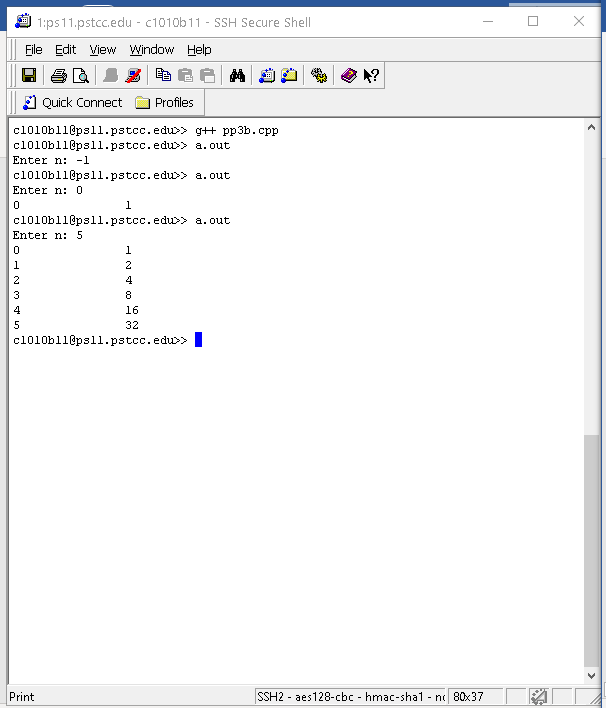 1:ps11.pstcc.edu - c1010b11 - SSH Secure Shell
File Edit View Window Help
Quick Connect Profiles
c1010b11@ps11.pstcc.edu>> g++ pp3b.cpp
c1010b11@ps11.pstcc.edu>> a.out
Enter n: -1
c1010b11@ps11.pstcc.edu>> a.out
Enter n: 0
0 1
c1010b11@ps11.pstcc.edu>> a.out
Enter n: 5
0 1
1 2
2 4
3 8
4 16
5 32
c1010b11@ps11.pstcc.edu>>
Print SSH2 - aes128-cbc - hmac-sha1 - nc 80x37